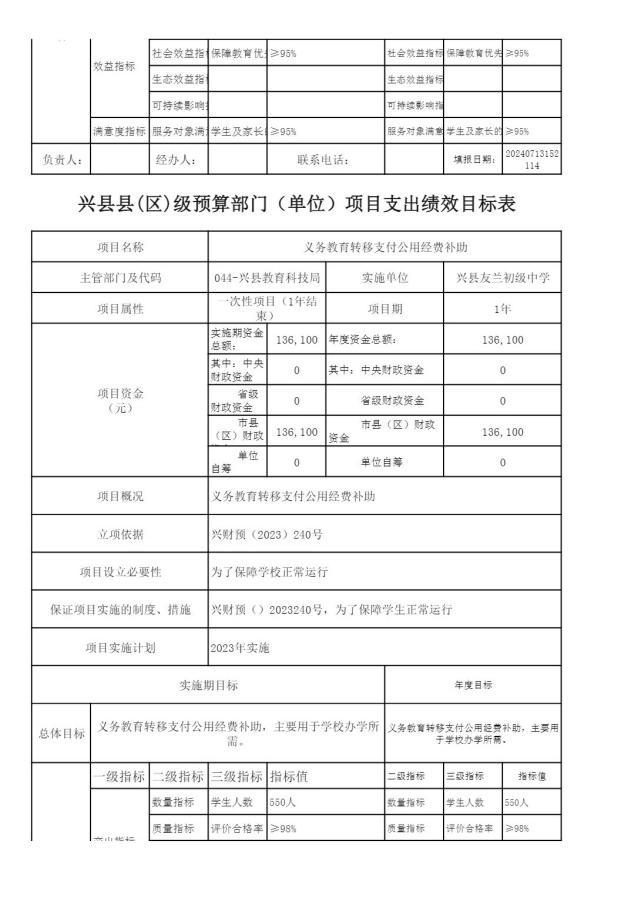 效益指标
社会效益指 保障教育优 ≥95% 社会效益指标 保障教育优先 ≥95%
生态效益指 生态效益指标
可持续影响 可持续影响指
满意度指标 服务对象满 学生及家长 ≥95% 服务对象满意 学生及家长的 ≥95%
负责人： 经办人： 联系电话： 填报日期： 20240713152
114
兴县县(区)级预算部门（单位）项目支出绩效目标表
项目名称 义务教育转移支付公用经费补助
主管部门及代码 044-兴县教育科技局 实施单位 兴县友兰初级中学
项目属性 一次性项目（1年结
束） 项目期 1年
项目资金
（元）
实施期资金
总额： 136,100 年度资金总额： 136,100
其中：中央
财政资金 0 其中：中央财政资金 0
省级
财政资金 0 省级财政资金 0
市县
（区）财政 136,100 市县（区）财政
资金 136,100
单位
自筹 0 单位自筹 0
项目概况 义务教育转移支付公用经费补助
立项依据 兴财预（2023）240号
项目设立必要性 为了保障学校正常运行
保证项目实施的制度、措施 兴财预（）2023240号，为了保障学生正常运行
项目实施计划 2023年实施
实施期目标 年度目标
总体目标 义务教育转移支付公用经费补助，主要用于学校办学所
需。 义务教育转移支付公用经费补助，主要用
于学校办学所需。
一级指标 二级指标 三级指标 指标值 二级指标 三级指标 指标值
数量指标 学生人数 550人 数量指标 学生人数 550人
质量指标 评价合格率 ≥98% 质量指标 评价合格率 ≥98%